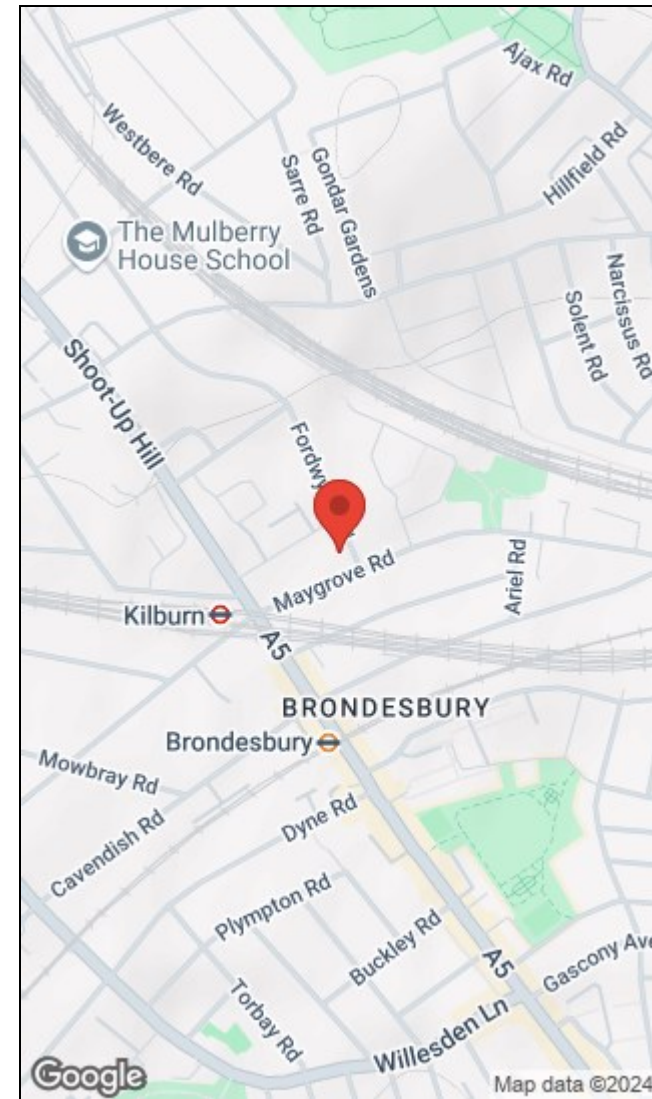 Ajax Rd
Westbere Rd
Sarre Rd
Gondar Gardens
Hillfield Rd
The Mulberry
House School
Narcissus Rd
Solent Rd
Shoot-Up Hill
Fordwy
Maygrove Rd
Ariel Rd
Kilburn
A5
BRONDESBURY
Brondesbury
Mowbray Rd
Cavendish Rd
Dyne Rd
Plympton Rd
Buckley Rd
A5
Gascony Ave
Torbay Rd
Willesden Ln
Google
Map data ©2024